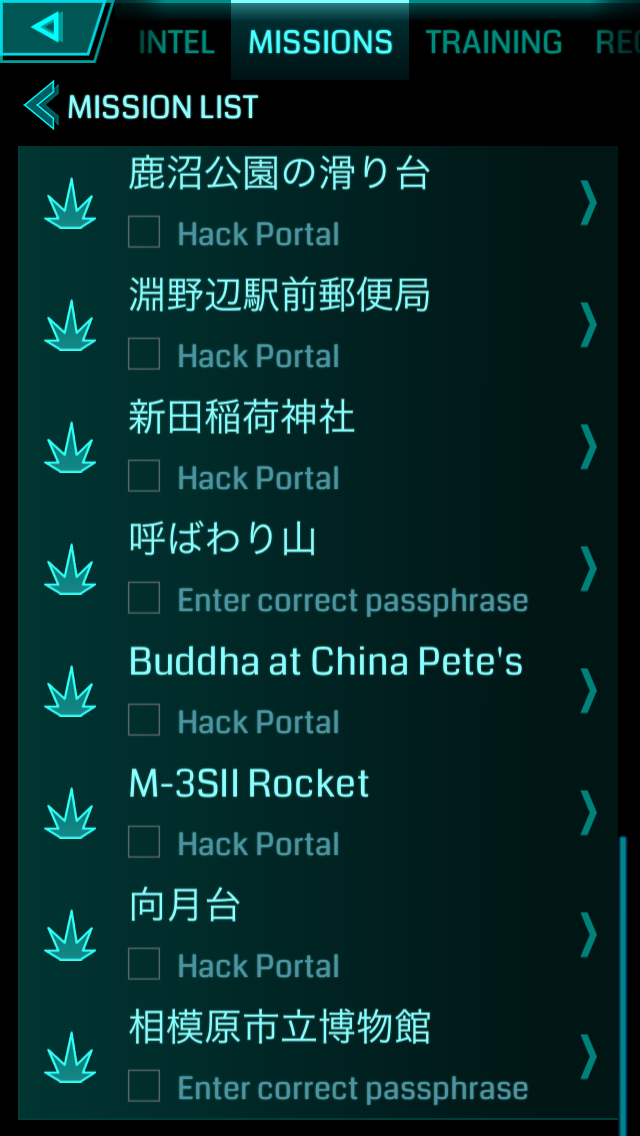 INTEL MISSIONS TRAINING REC
MISSION LIST
鹿沼公園の滑り台
Hack Portal
淵野辺駅前郵便局
Hack Portal
新田稲荷神社
Hack Portal
呼ばわり山
Enter correct passphrase
Buddha at China Pete's
Hack Portal
M-3SII Rocket
Hack Portal
向月台
Hack Portal
相模原市立博物館
Enter correct passphrase